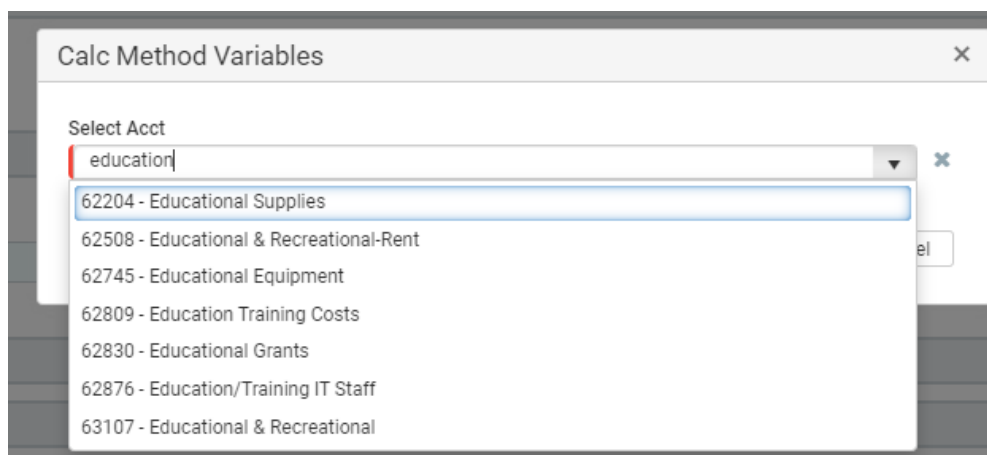 Calc Method Variables
Select Acct
education
62204 - Educational Supplies
62508 - Educational & Recreational-Rent
el
62745 - Educational Equipment
62809 - Education Training Costs
62830 - Educational Grants
62876 - Education/Training IT Staff
63107 - Educational & Recreational